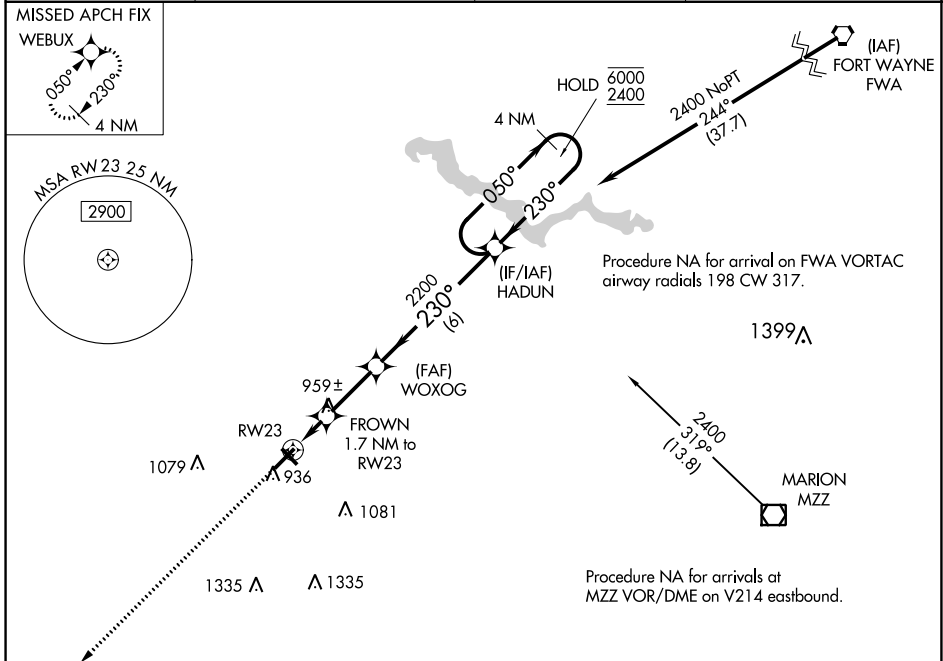 MISSED APCH FIX
WEBUX
050°
230°
4 NM
MSA RW23 25 NM
2900
HOLD
6000
2400
4 NM
050°
230°
2400 NoPT
244°
(37.7)
(IAF)
FORT WAYNE
FWA
(IF/IAF)
HADUN
Procedure NA for arrival on FWA VORTAC
airway radials 198 CW 317.
2200
230°
(6)
1399
(FAF)
WOXOG
959±
FROWN
1.7 NM to
RW23
RW23
1079
936
1081
2400
319°
(13.8)
MARION
MZZ
1335
1335
Procedure NA for arrivals at
MZZ VOR/DME on V214 eastbound.